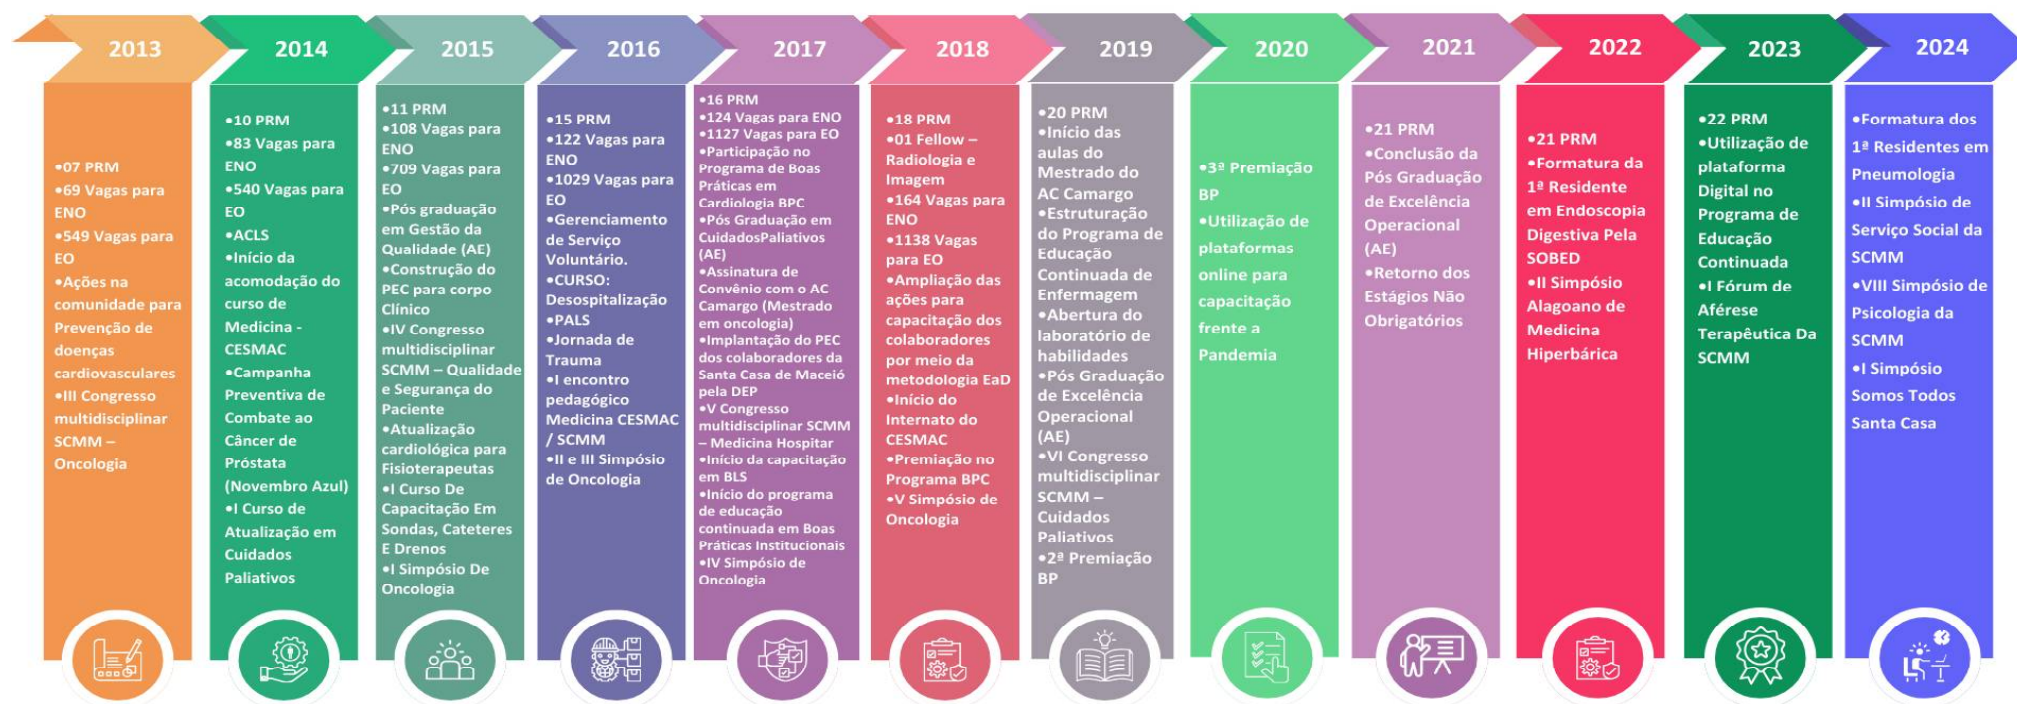 2013
•07 PRM
•69 Vagas para
ENO
•549 Vagas para
EO
•Ações na
comunidade para
Prevenção de
doenças
cardiovasculares
•III Congresso
multidisciplinar
SCMM –
Oncologia
2014
•10 PRM
•83 Vagas para
ENO
•540 Vagas para
EO
•ACLS
•Início da
acomodação do
curso de
Medicina -
CESMAC
•Campanha
Preventiva de
Combate ao
Câncer de
Próstata
(Novembro Azul)
•I Curso de
Atualização em
Cuidados
Paliativos
2015
•11 PRM
•108 Vagas para
ENO
•709 Vagas para
EO
•Pós graduação
em Gestão da
Qualidade (AE)
•Construção do
PEC para corpo
Clínico
•IV Congresso
multidisciplinar
SCMM – Qualidade
e Segurança do
Paciente
•Atualização
cardiológica para
Fisioterapeutas
•I Curso De
Capacitação Em
Sondas, Cateteres
E Drenos
•I Simpósio De
Oncologia
2016
•15 PRM
•122 Vagas para
ENO
•1029 Vagas para
EO
•Gerenciamento
de Serviço
Voluntário.
•CURSO:
Desospitalização
•PALS
•Jornada de
Trauma
•I encontro
pedagógico
Medicina CESMAC
/ SCMM
•II e III Simpósio
de Oncologia
2017
•16 PRM
•124 Vagas para ENO
•1127 Vagas para EO
•Participação no
Programa de Boas
Práticas em
Cardiologia BPC
•Pós Graduação em
CuidadosPaliativos
(AE)
•Assinatura de
Convênio com o AC
Camargo (Mestrado
em oncologia)
•Implantação do PEC
dos colaboradores da
Santa Casa de Maceió
pela DEP
•V Congresso
multidisciplinar SCMM
– Medicina Hospitar
•Início da capacitação
em BLS
•Início do programa
de educação
continuada em Boas
Práticas Institucionais
•IV Simpósio de
Oncologia
2018
•18 PRM
•01 Fellow –
Radiologia e
Imagem
•164 Vagas para
ENO
•1138 Vagas
para EO
•Ampliação das
ações para
capacitação dos
colaboradores
por meio da
metodologia EaD
•Início do
Internato do
CESMAC
•Premiação no
Programa BPC
•V Simpósio de
Oncologia
2019
•20 PRM
•Início das
aulas do
Mestrado do
AC Camargo
•Estruturação
do Programa de
Educação
Continuada de
Enfermagem
•Abertura do
laboratório de
habilidades
•Pós Graduação
de Excelência
Operacional
(AE)
•VI Congresso
multidisciplinar
SCMM –
Cuidados
Paliativos
•2ª Premiação
BP
2020
•3ª Premiação
BP
•Utilização de
plataformas
online para
capacitação
frente a
Pandemia
2021
•21 PRM
•Conclusão da
Pós Graduação
de Excelência
Operacional
(AE)
•Retorno dos
Estágios Não
Obrigatórios
2022
•21 PRM
•Formatura da
1ª Residente
em Endoscopia
Digestiva Pela
SOBED
•II Simpósio
Alagoano de
Medicina
Hiperbárica
2023
•22 PRM
•Utilização de
plataforma
Digital no
Programa de
Educação
Continuada
•I Fórum de
Aférese
Terapêutica Da
SCMM
2024
•Formatura dos
1ª Residentes em
Pneumologia
•II Simpósio de
Serviço Social da
SCMM
•VIII Simpósio de
Psicologia da
SCMM
•I Simpósio
Somos Todos
Santa Casa